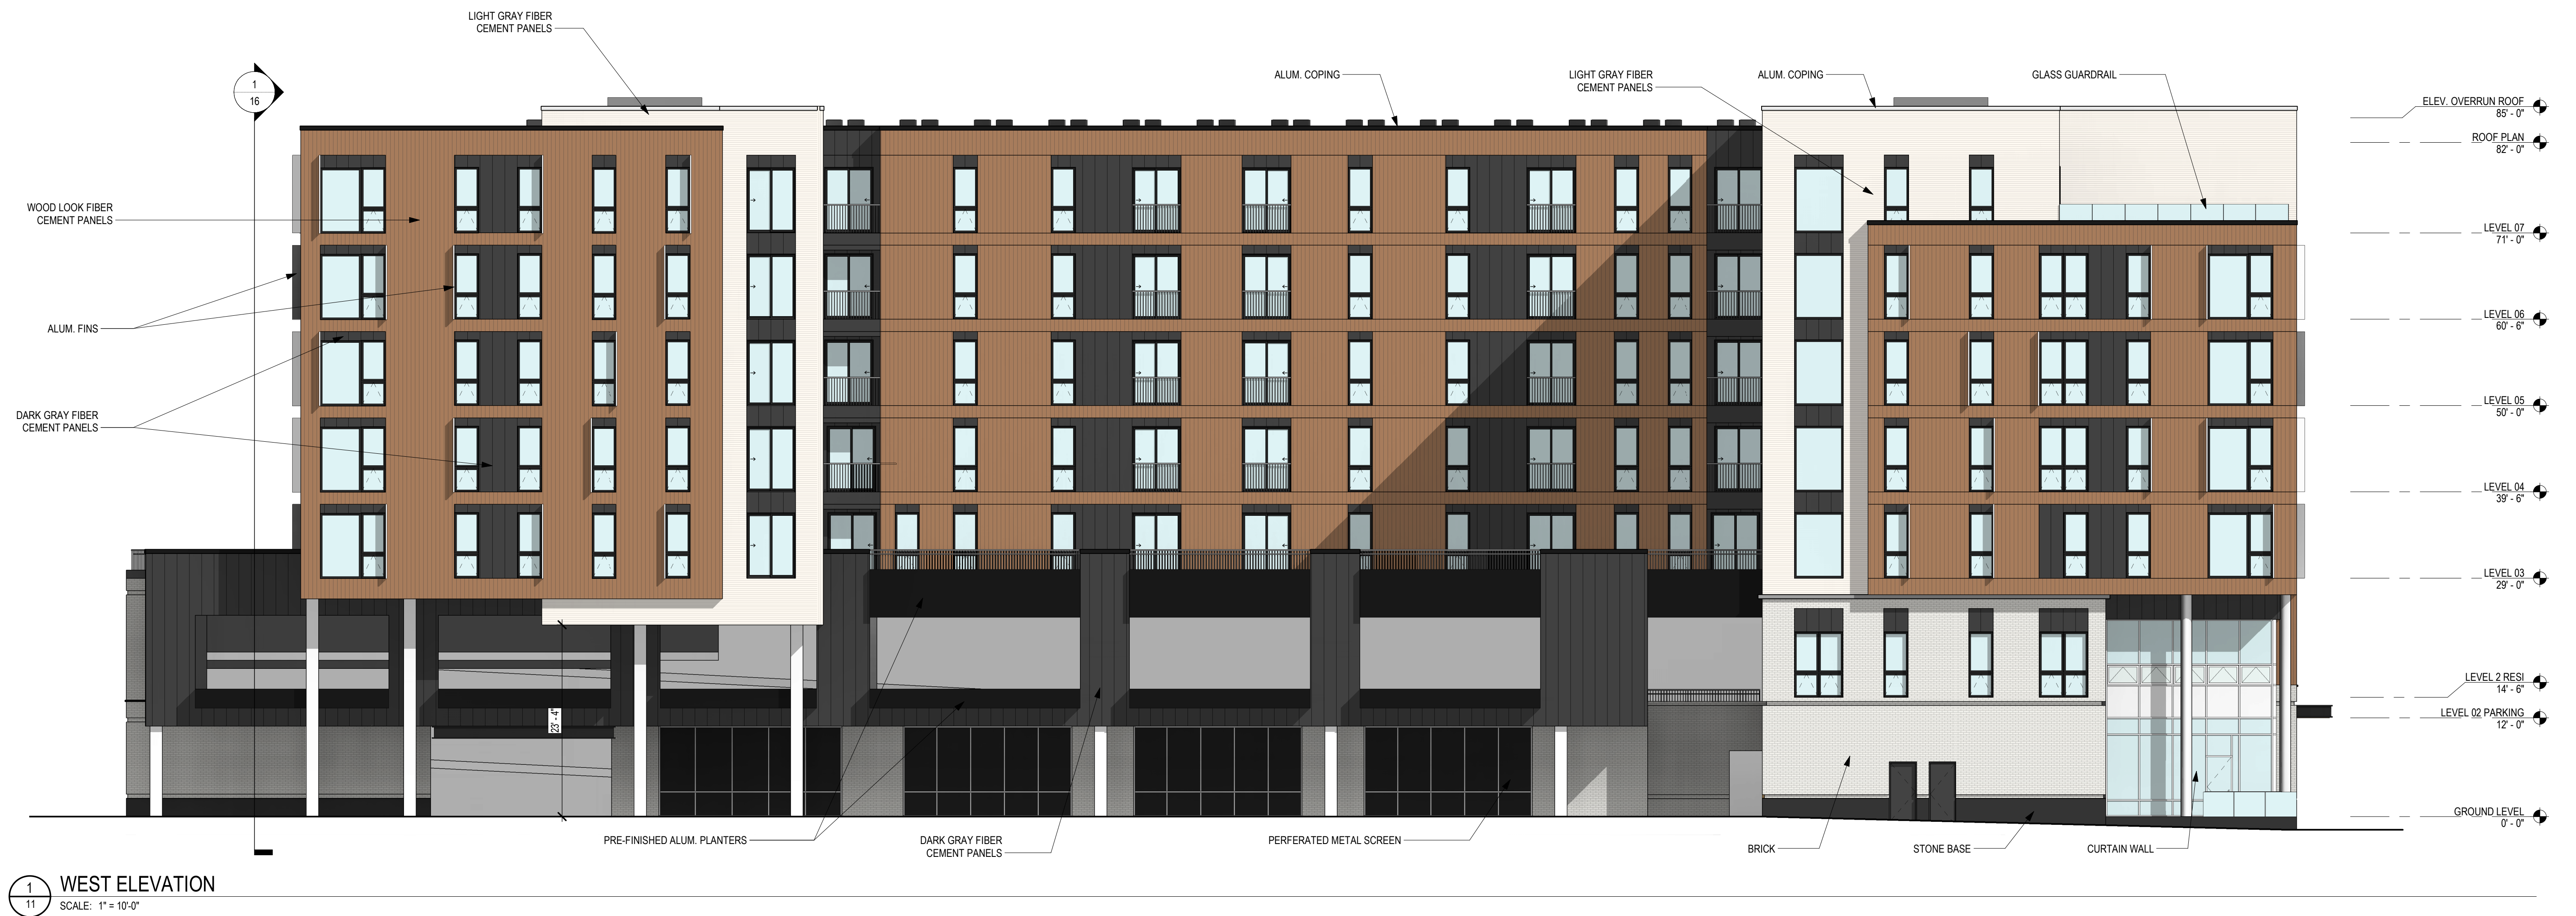 LIGHT GRAY FIBER
CEMENT PANELS
1
16
ALUM. COPING
LIGHT GRAY FIBER
CEMENT PANELS
ALUM. COPING
GLASS GUARDRAIL
ELEV. OVERRUN ROOF
85' - 0"
ROOF PLAN
82' - 0"
WOOD LOOK FIBER
CEMENT PANELS
LEVEL 07
71' - 0"
ALUM. FINS
LEVEL 06
60' - 6"
DARK GRAY FIBER
CEMENT PANELS
LEVEL 05
50' - 0"
LEVEL 04
39' - 6"
LEVEL 03
29' - 0"
LEVEL 2 RESI
14' - 6"
LEVEL 02 PARKING
12' - 0"
23' - 4"
GROUND LEVEL
0' - 0"
PRE-FINISHED ALUM. PLANTERS
DARK GRAY FIBER
CEMENT PANELS
PERFERATED METAL SCREEN
BRICK
STONE BASE
CURTAIN WALL
1
11
WEST ELEVATION
SCALE: 1" = 10'-0"